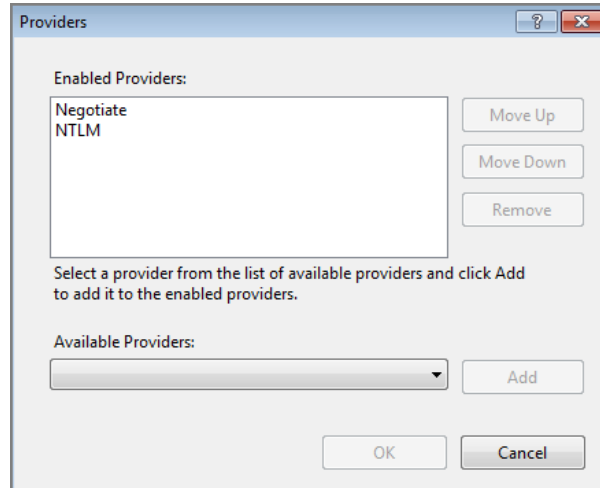 Providers
Enabled Providers:
Negotiate
NTLM
Move Up
Move Down
Remove
Select a provider from the list of available providers and click Add
to add it to the enabled providers.
Available Providers:
Add
OK
Cancel